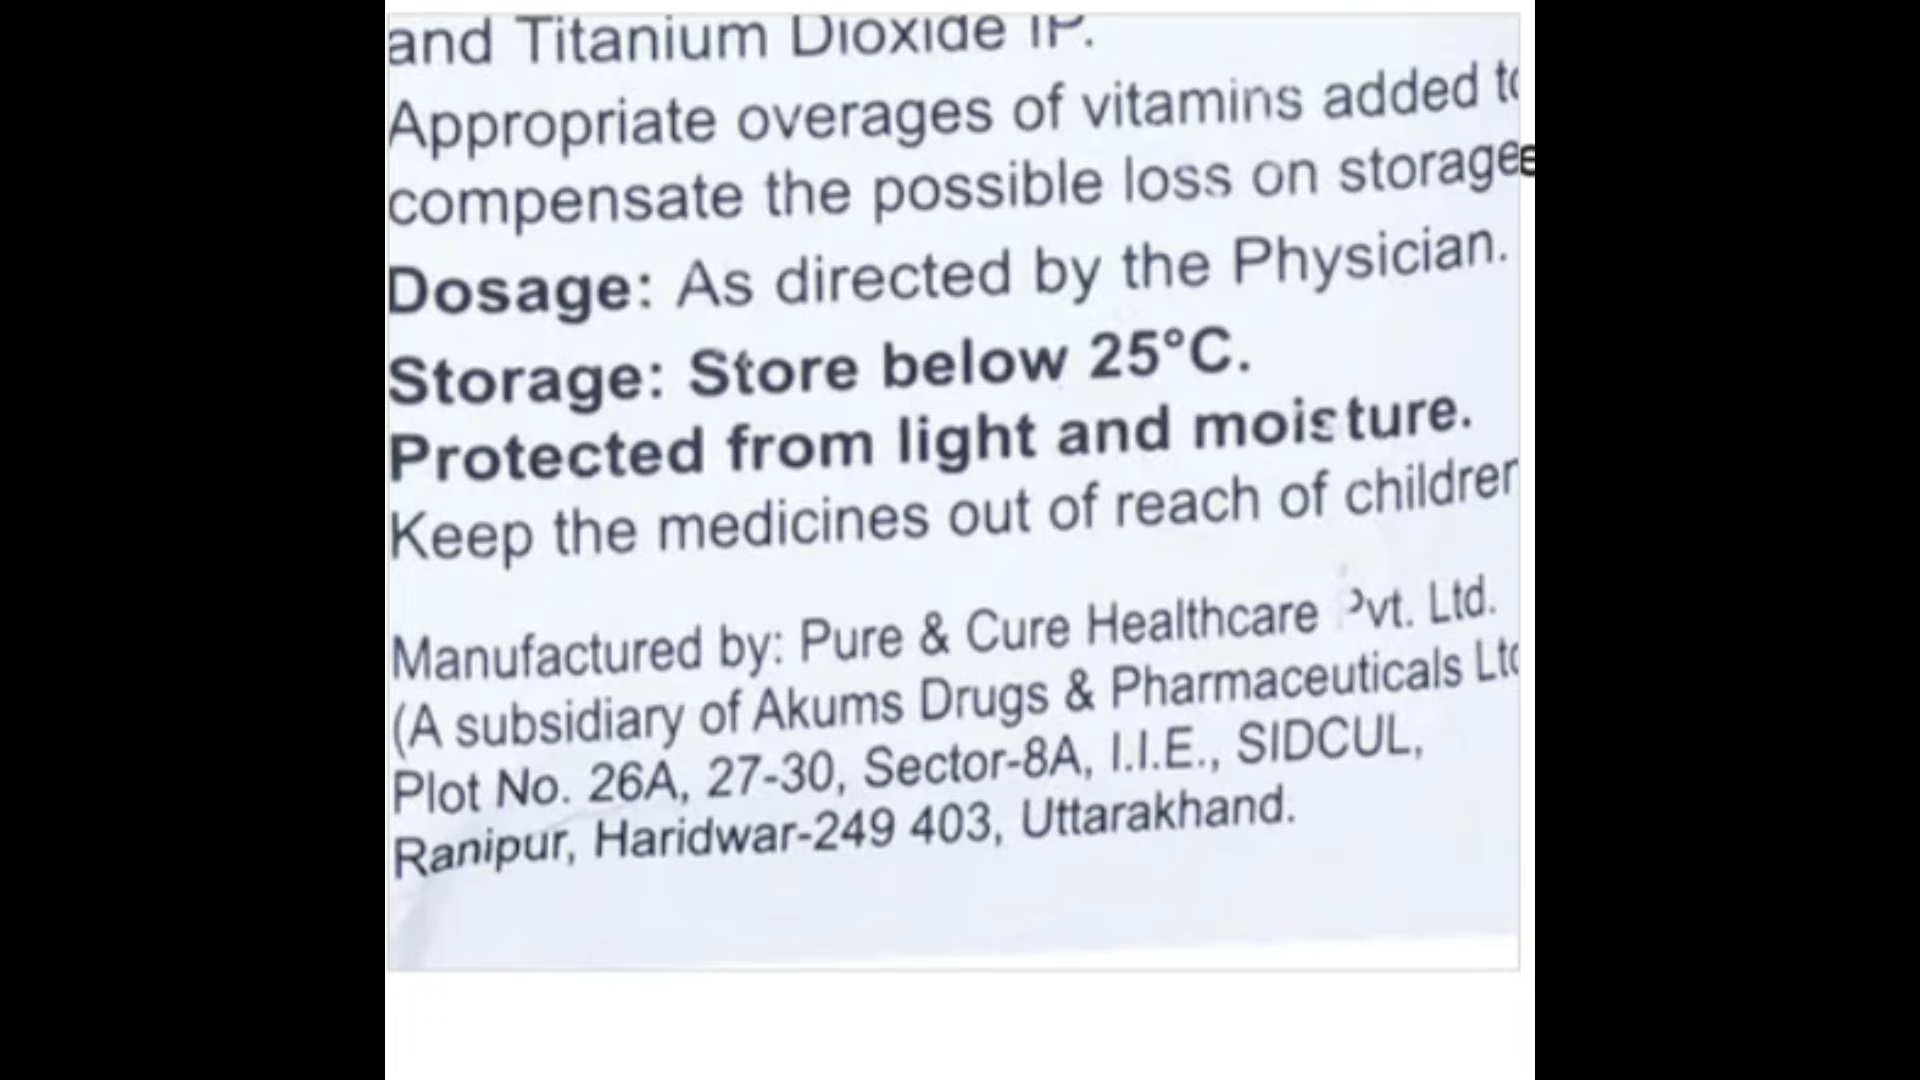 and Titanium Dioxide IP.
Appropriate overages of vitamins added to
compensate the possible loss on storage
Dosage: As directed by the Physician.
Storage: Store below 25°C.
Protected from light and moisture.
Keep the medicines out of reach of children
Manufactured by: Pure & Cure Healthcare Pvt. Ltd.
(A subsidiary of Akums Drugs & Pharmaceuticals Ltd
Plot No. 26A, 27-30, Sector-8A, I.I.E., SIDCUL,
Ranipur, Haridwar-249 403, Uttarakhand.